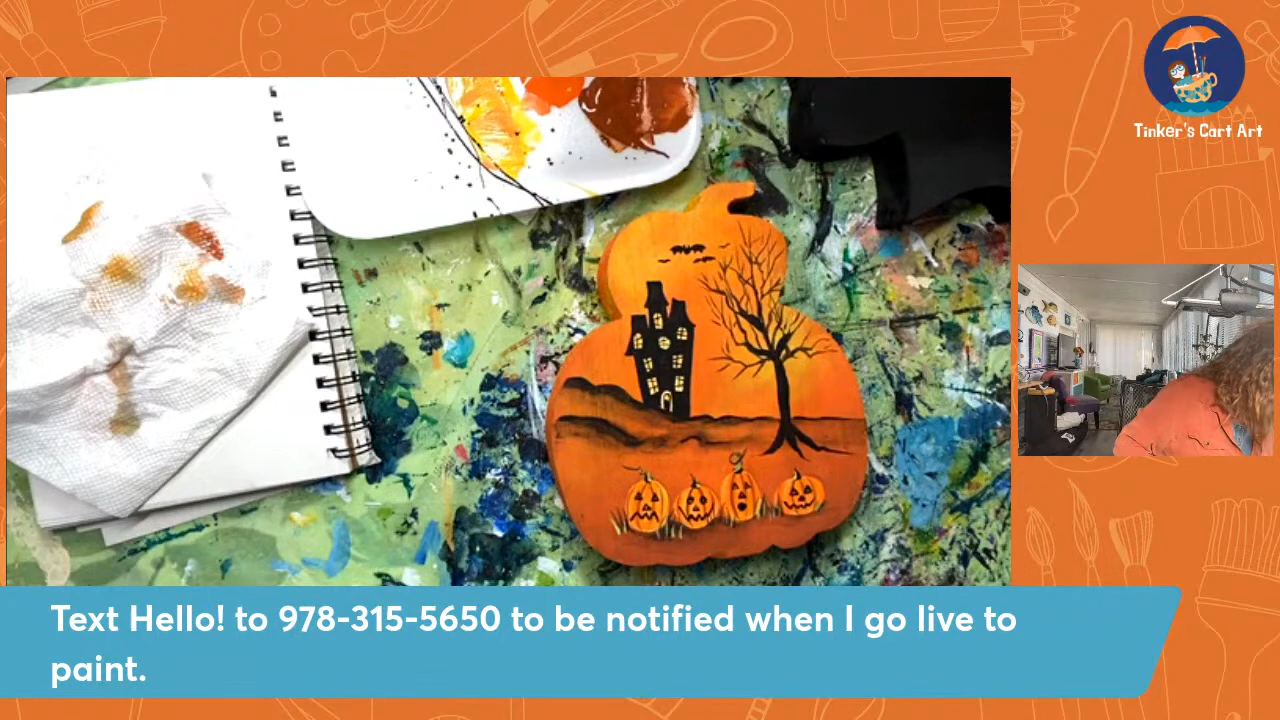 Tinker's Cart Art
Text Hello! to 978-315-5650 to be notified when I go live to
paint.